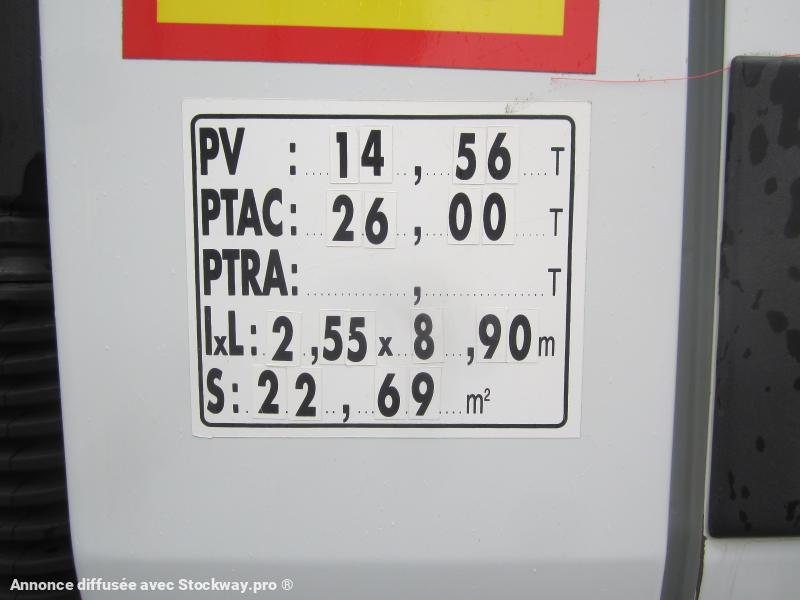 PV : 14 , 56 T
PTAC: 26 , 00 T
PTRA: , T
lxL: 2 ,55 x 8 ,90 m
S: 22 , 69 m²
Annonce diffusée avec Stockway.pro ®